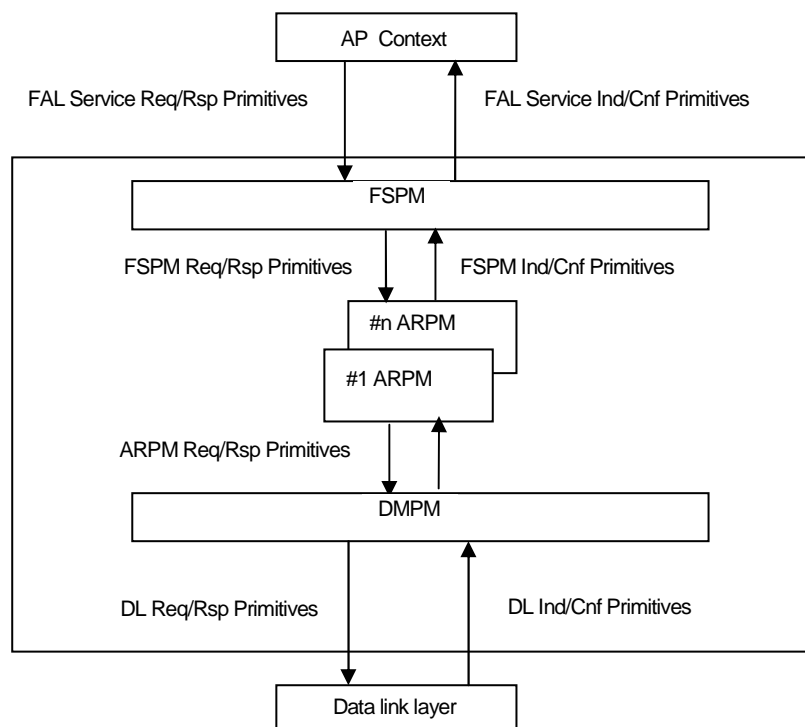 AP Context
FAL Service Req/Rsp Primitives
FAL Service Ind/Cnf Primitives
FSPM
FSPM Req/Rsp Primitives
FSPM Ind/Cnf Primitives
#n ARPM
#1 ARPM
ARPM Req/Rsp Primitives
DMPM
DL Req/Rsp Primitives
DL Ind/Cnf Primitives
Data link layer